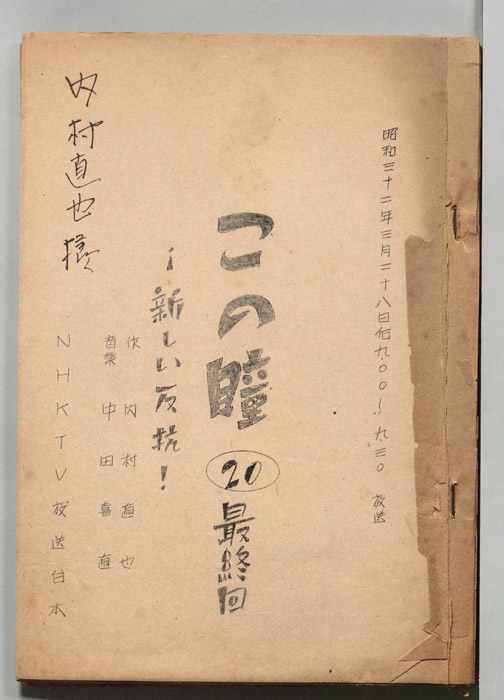 昭和三十二年三月二十八日后九.〇〇〜九.三〇 放送
この瞳
⑳ 最終回
ー新しい反抗ー
作 内村直也
音楽 中田喜直
NHKTV放送台本
内村直也様